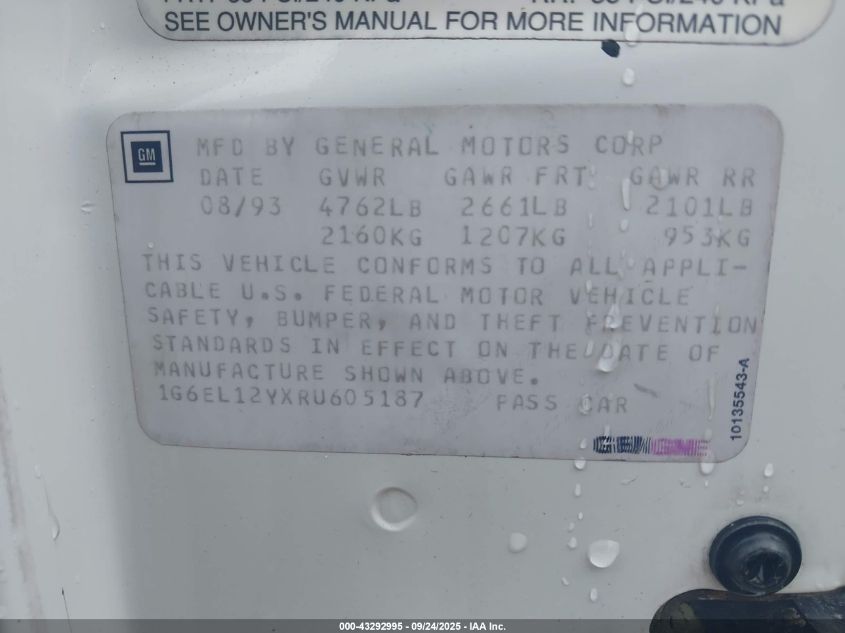 SEE OWNER'S MANUAL FOR MORE INFORMATION
GM
MFD BY GENERAL MOTORS CORP
DATE GVWR GAWR FRT GAWR RR
08/93 4762LB 2661LB 2101LB
2160KG 1207KG 953KG
THIS VEHICLE CONFORMS TO ALL APPLI-
CABLE U.S. FEDERAL MOTOR VEHICLE
SAFETY, BUMPER, AND THEFT PREVENTION
STANDARDS IN EFFECT ON THE DATE OF
MANUFACTURE SHOWN ABOVE.
1G6EL12YXRU605187 PASS CAR
10135543-A
000-43292995 - 09/24/2025 - IAA Inc.